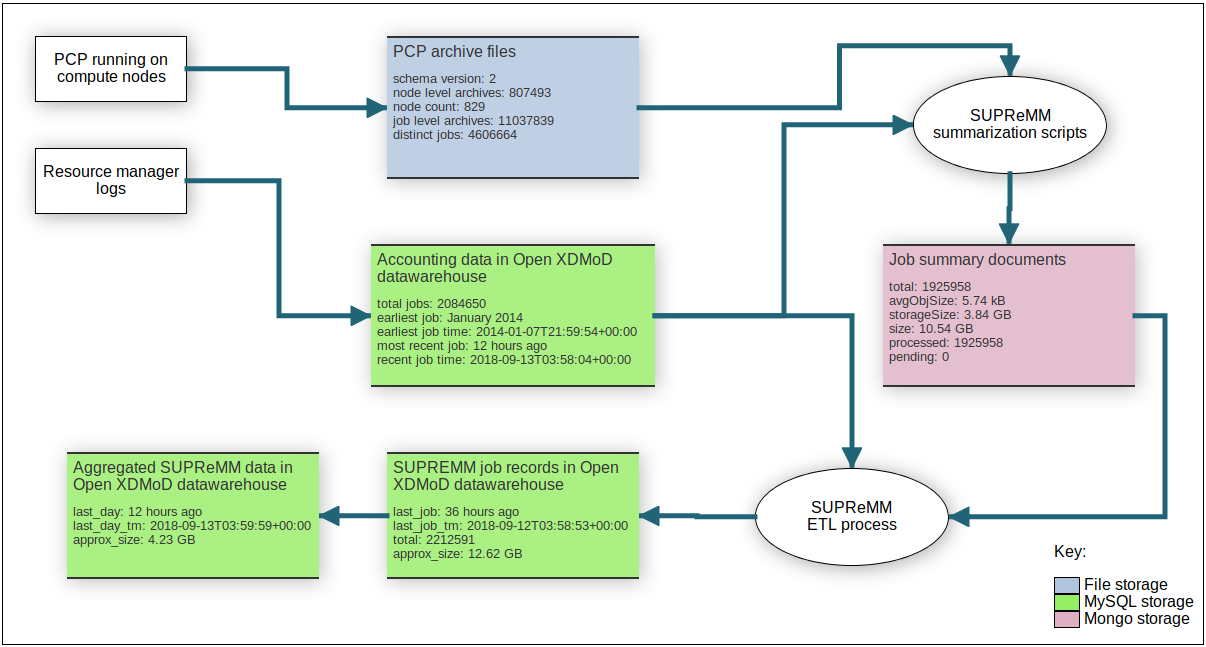 PCP running on
compute nodes
PCP archive files
schema version: 2
node level archives: 807493
node count: 829
job level archives: 11037839
distinct jobs: 4606664
SUPReMM
summarization scripts
Resource manager
logs
Accounting data in Open XDMoD
datawarehouse
total jobs: 2084650
earliest job: January 2014
earliest job time: 2014-01-07T21:59:54+00:00
most recent job: 12 hours ago
recent job time: 2018-09-13T03:58:04+00:00
Job summary documents
total: 1925958
avgObjSize: 5.74 kB
storageSize: 3.84 GB
size: 10.54 GB
processed: 1925958
pending: 0
Aggregated SUPReMM data in
Open XDMoD datawarehouse
last_day: 12 hours ago
last_day_tm: 2018-09-13T03:59:59+00:00
approx_size: 4.23 GB
SUPREMM job records in Open
XDMoD datawarehouse
last_job: 36 hours ago
last_job_tm: 2018-09-12T03:58:53+00:00
total: 2212591
approx_size: 12.62 GB
SUPReMM
ETL process
Key:
File storage
MySQL storage
Mongo storage